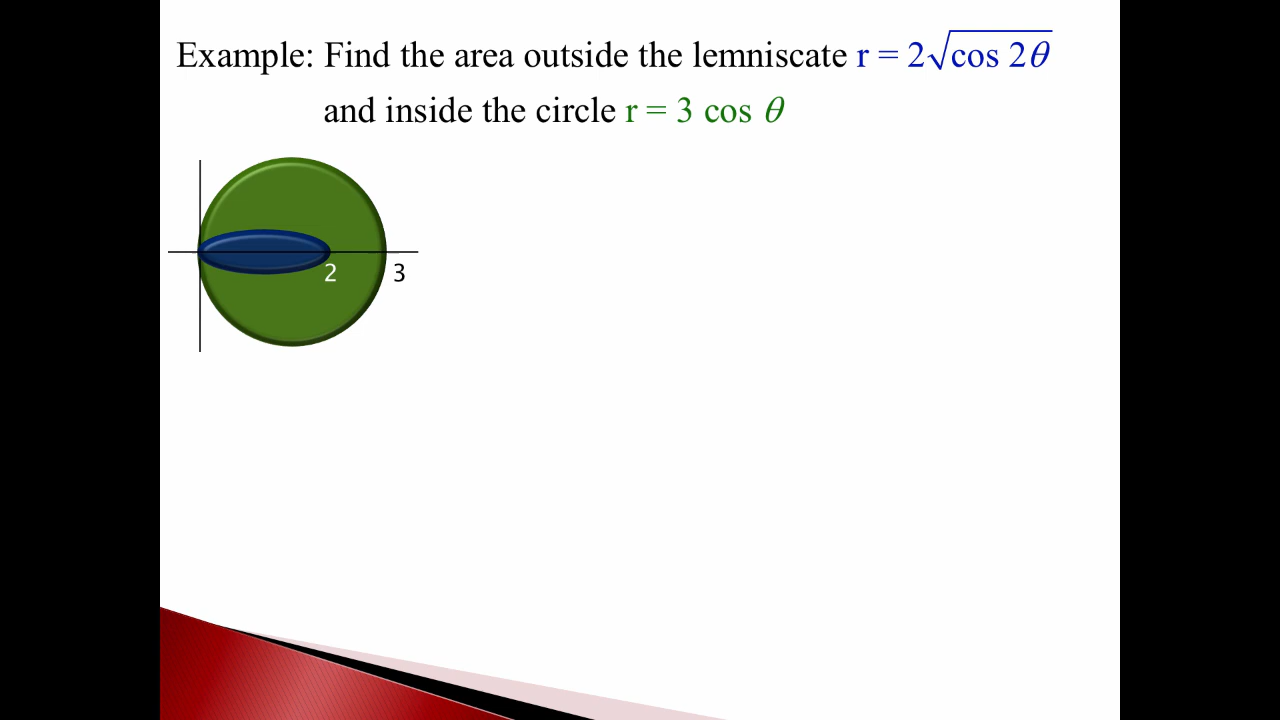 Example: Find the area outside the lemniscate r = 2√cos 2θ
and inside the circle r = 3 cos θ
2 3